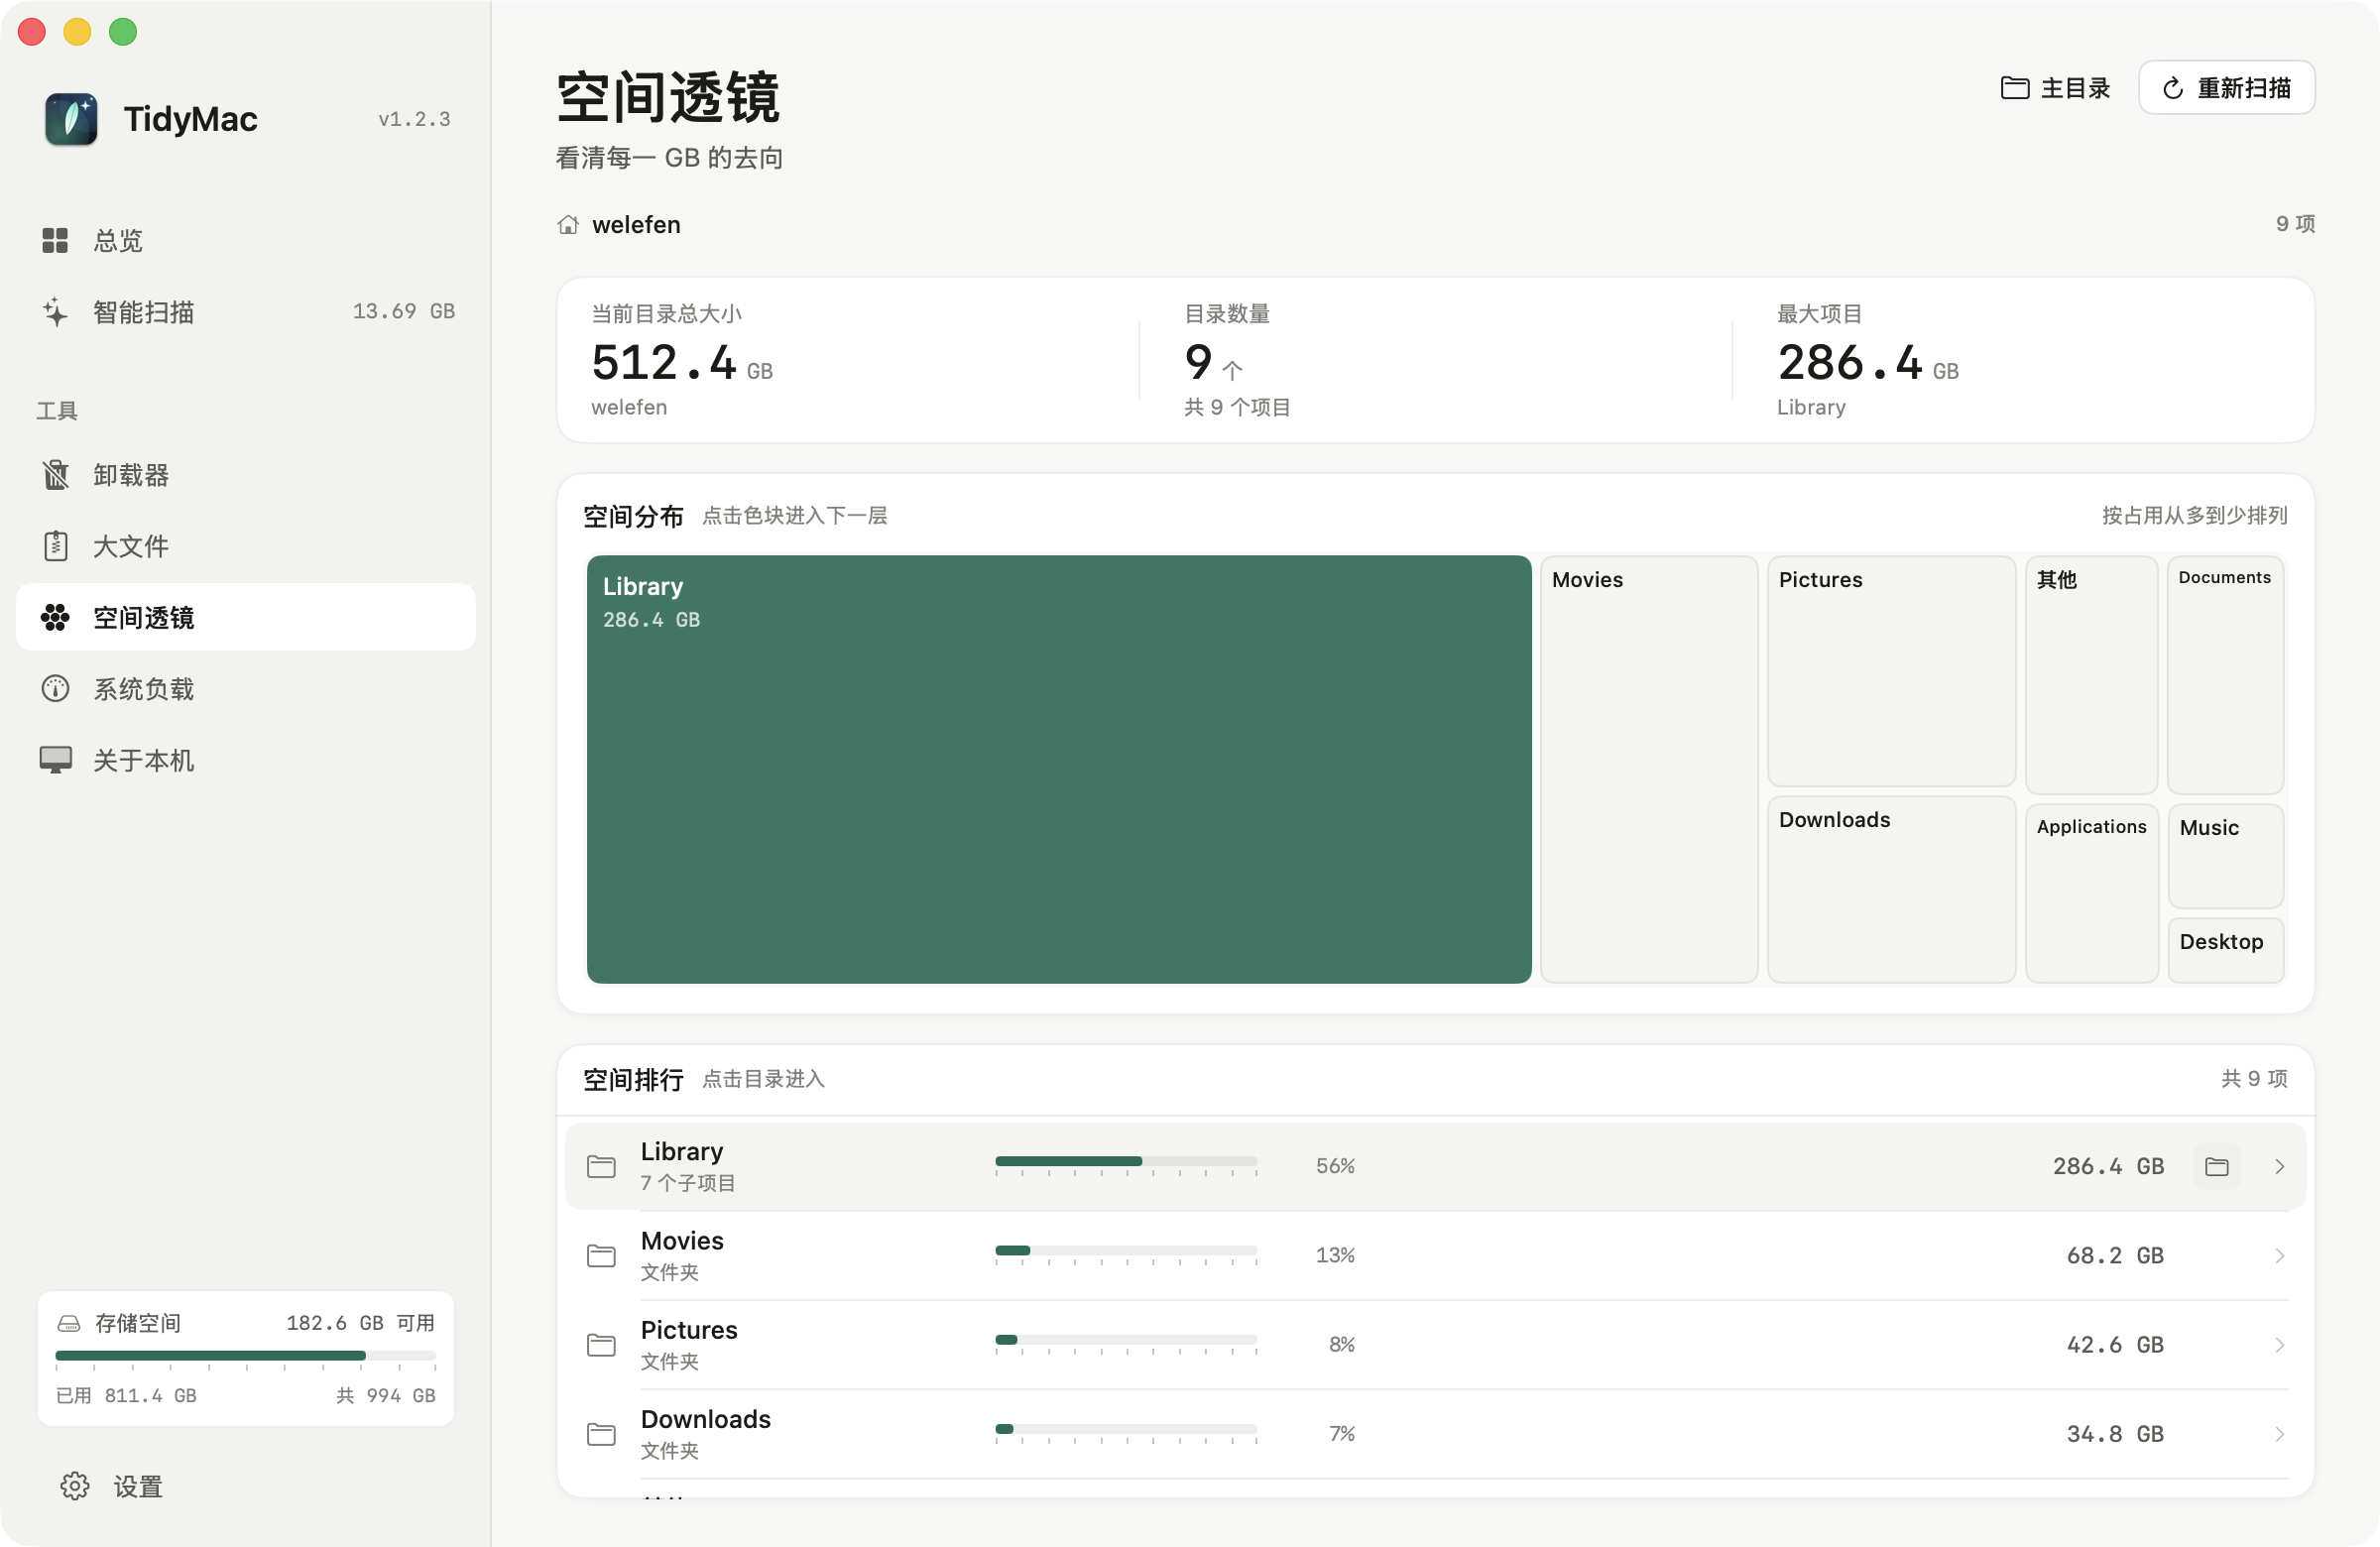 TidyMac v1.2.3
总览
智能扫描 13.69 GB
工具
卸载器
大文件
空间透镜
系统负载
关于本机
存储空间 182.6 GB 可用
已用 811.4 GB 共 994 GB
设置
空间透镜
看清每一 GB 的去向
主目录
重新扫描
welefen
9 项
当前目录总大小
512.4 GB
welefen
目录数量
9 个
共 9 个项目
最大项目
286.4 GB
Library
空间分布 点击色块进入下一层
按占用从多到少排列
Library
286.4 GB
Movies
Pictures
Downloads
其他
Applications
Documents
Music
Desktop
空间排行 点击目录进入
共 9 项
Library
7 个子项目
56%
286.4 GB
Movies
文件夹
13%
68.2 GB
Pictures
文件夹
8%
42.6 GB
Downloads
文件夹
7%
34.8 GB